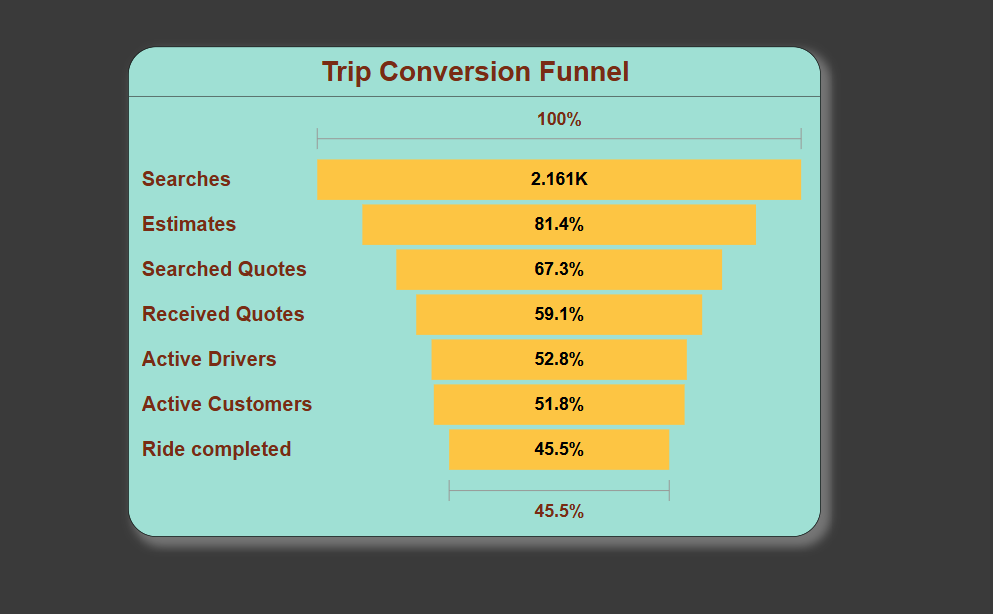 Trip Conversion Funnel
100%
Searches 2.161K
Estimates 81.4%
Searched Quotes 67.3%
Received Quotes 59.1%
Active Drivers 52.8%
Active Customers 51.8%
Ride completed 45.5%
45.5%